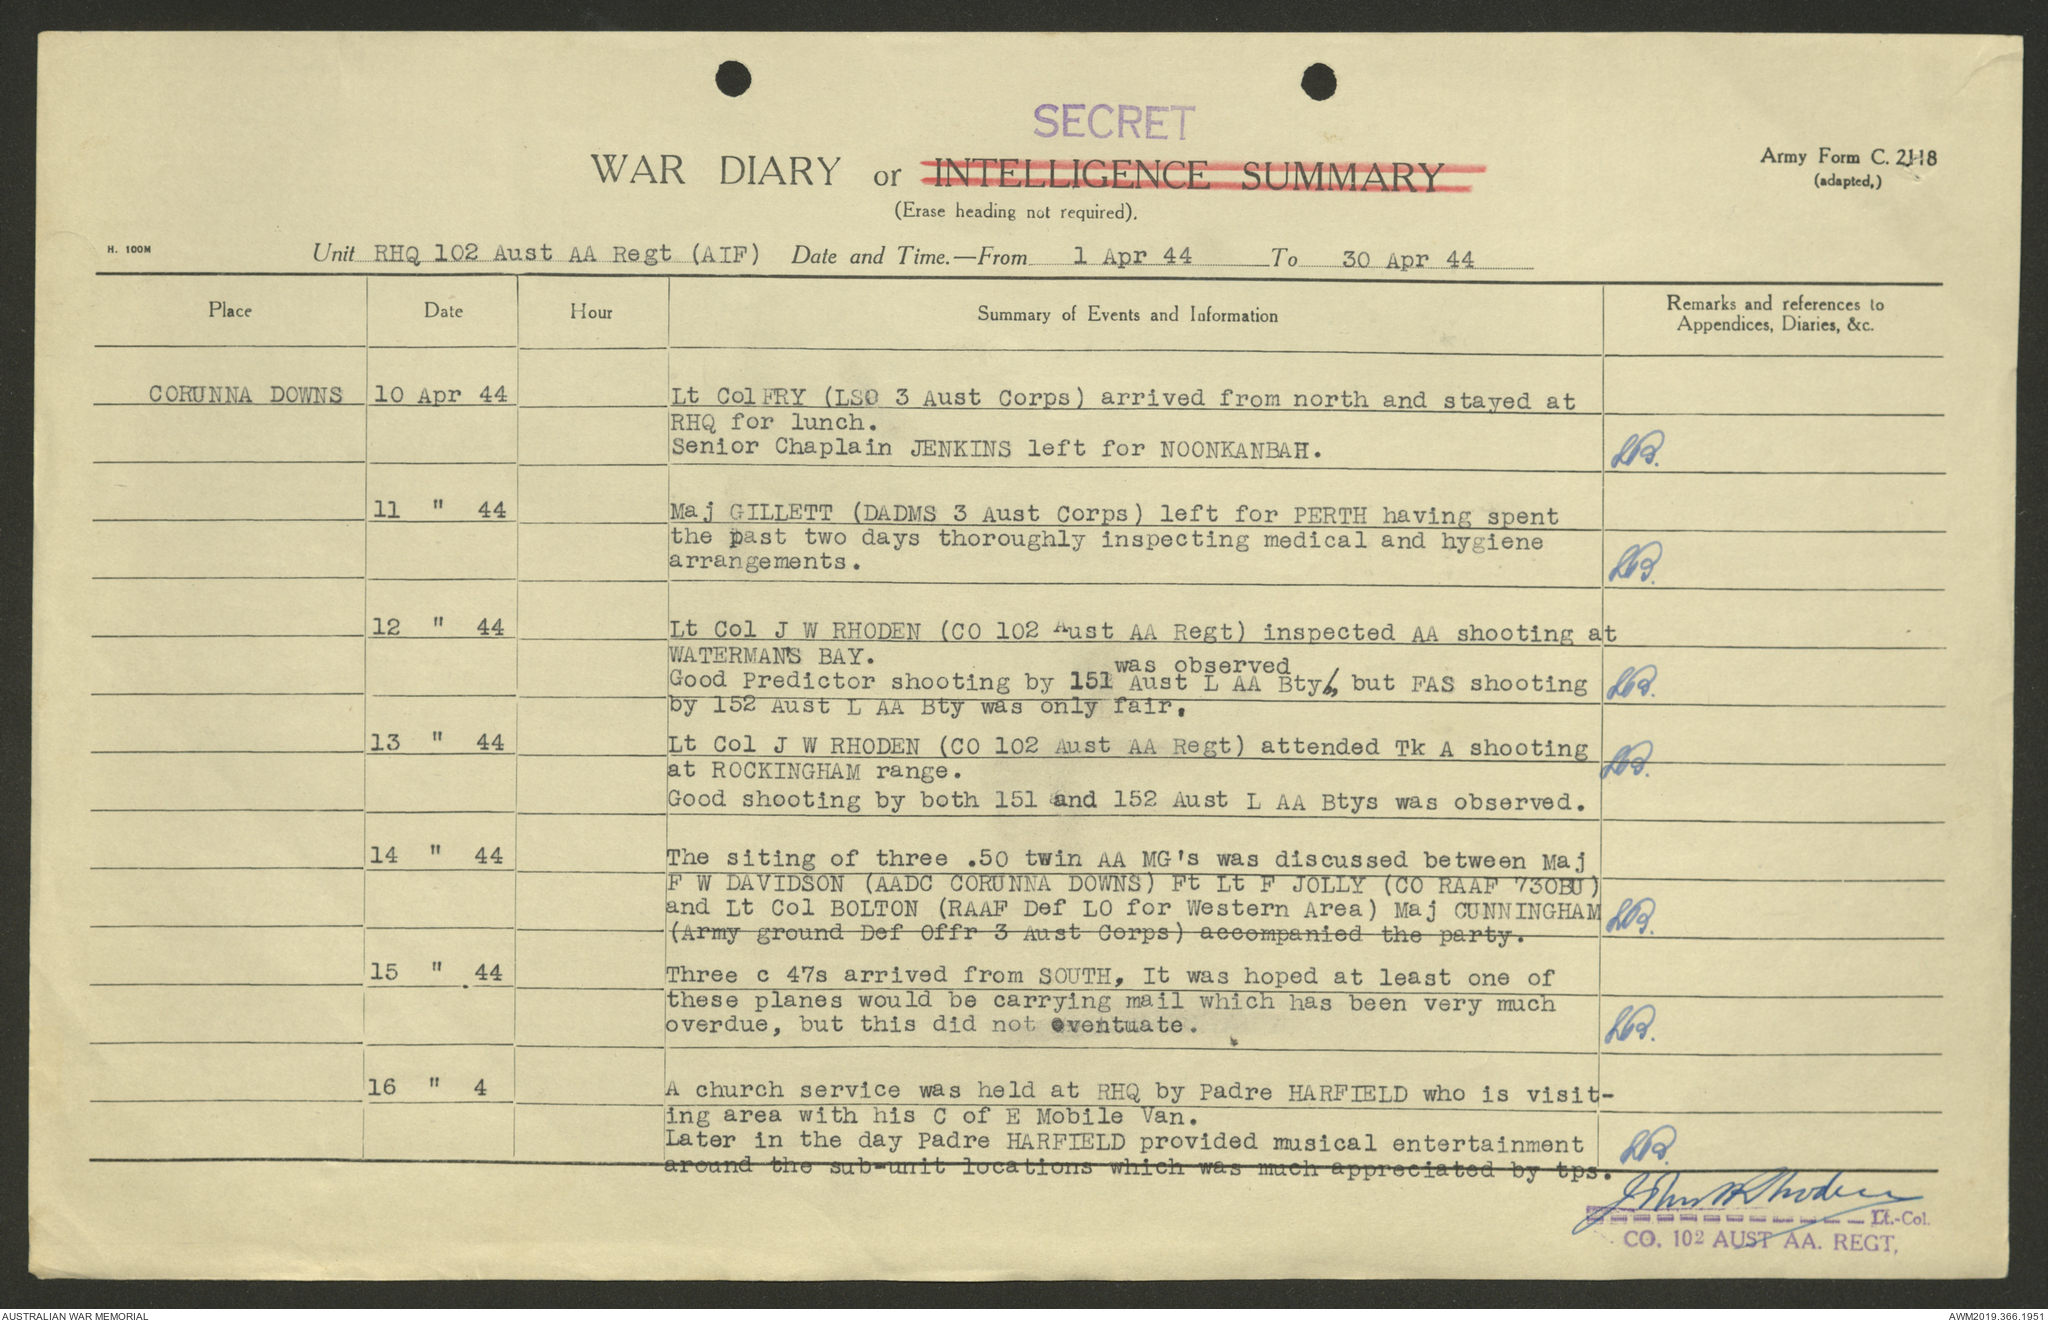 SECRET
WAR DIARY or INTELLIGENCE SUMMARY
(Erase heading not required).
Army Form C. 2118
(adapted,)
H. 100M
Unit RHQ 102 Aust AA Regt (AIF) Date and Time.—From 1 Apr 44 To 30 Apr 44
Place Date Hour Summary of Events and Information Remarks and references to
Appendices, Diaries, &c.
CORUNNA DOWNS 10 Apr 44 Lt Col FRY (LSO 3 Aust Corps) arrived from north and stayed at
RHQ for lunch.
Senior Chaplain JENKINS left for NOONKANBAH.
11 " 44 Maj GILLETT (DADMS 3 Aust Corps) left for PERTH having spent
the past two days thoroughly inspecting medical and hygiene
arrangements.
12 " 44 Lt Col J W RHODEN (CO 102 Aust AA Regt) inspected AA shooting at
WATERMAN'S BAY.
was observed
Good Predictor shooting by 151 Aust L AA Bty, but FAS shooting
by 152 Aust L AA Bty was only fair.
13 " 44 Lt Col J W RHODEN (CO 102 Aust AA Regt) attended Tk A shooting
at ROCKINGHAM range.
Good shooting by both 151 and 152 Aust L AA Btys was observed.
14 " 44 The siting of three .50 twin AA MG's was discussed between Maj
F W DAVIDSON (AADC CORUNNA DOWNS) Ft Lt F JOLLY (CO RAAF 73OBU)
and Lt Col BOLTON (RAAF Def LO for Western Area) Maj CUNNINGHAM
(Army ground Def Offr 3 Aust Corps) accompanied the party.
15 " 44 Three c 47s arrived from SOUTH, It was hoped at least one of
these planes would be carrying mail which has been very much
overdue, but this did not eventuate.
16 " 4 A church service was held at RHQ by Padre HARFIELD who is visit-
ing area with his C of E Mobile Van.
Later in the day Padre HARFIELD provided musical entertainment
around the sub-unit locations which was much appreciated by tps.
John W Rhoden
Lt.-Col.
CO. 102 AUST AA. REGT,
AUSTRALIAN WAR MEMORIAL
AWM2019.366.1951